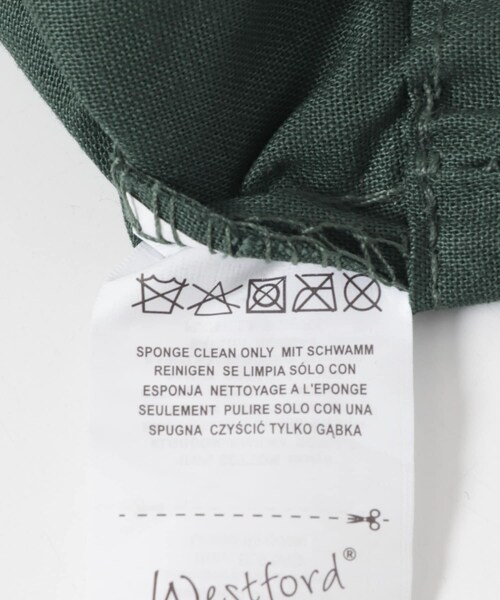 SPONGE CLEAN ONLY MIT SCHWAMM
REINIGEN SE LIMPIA SÓLO CON
ESPONJA NETTOYAGE A L'EPONGE
SEULEMENT PULIRE SOLO CON UNA
SPUGNA CZYŚCIĆ TYLKO GĄBKA
Westford®